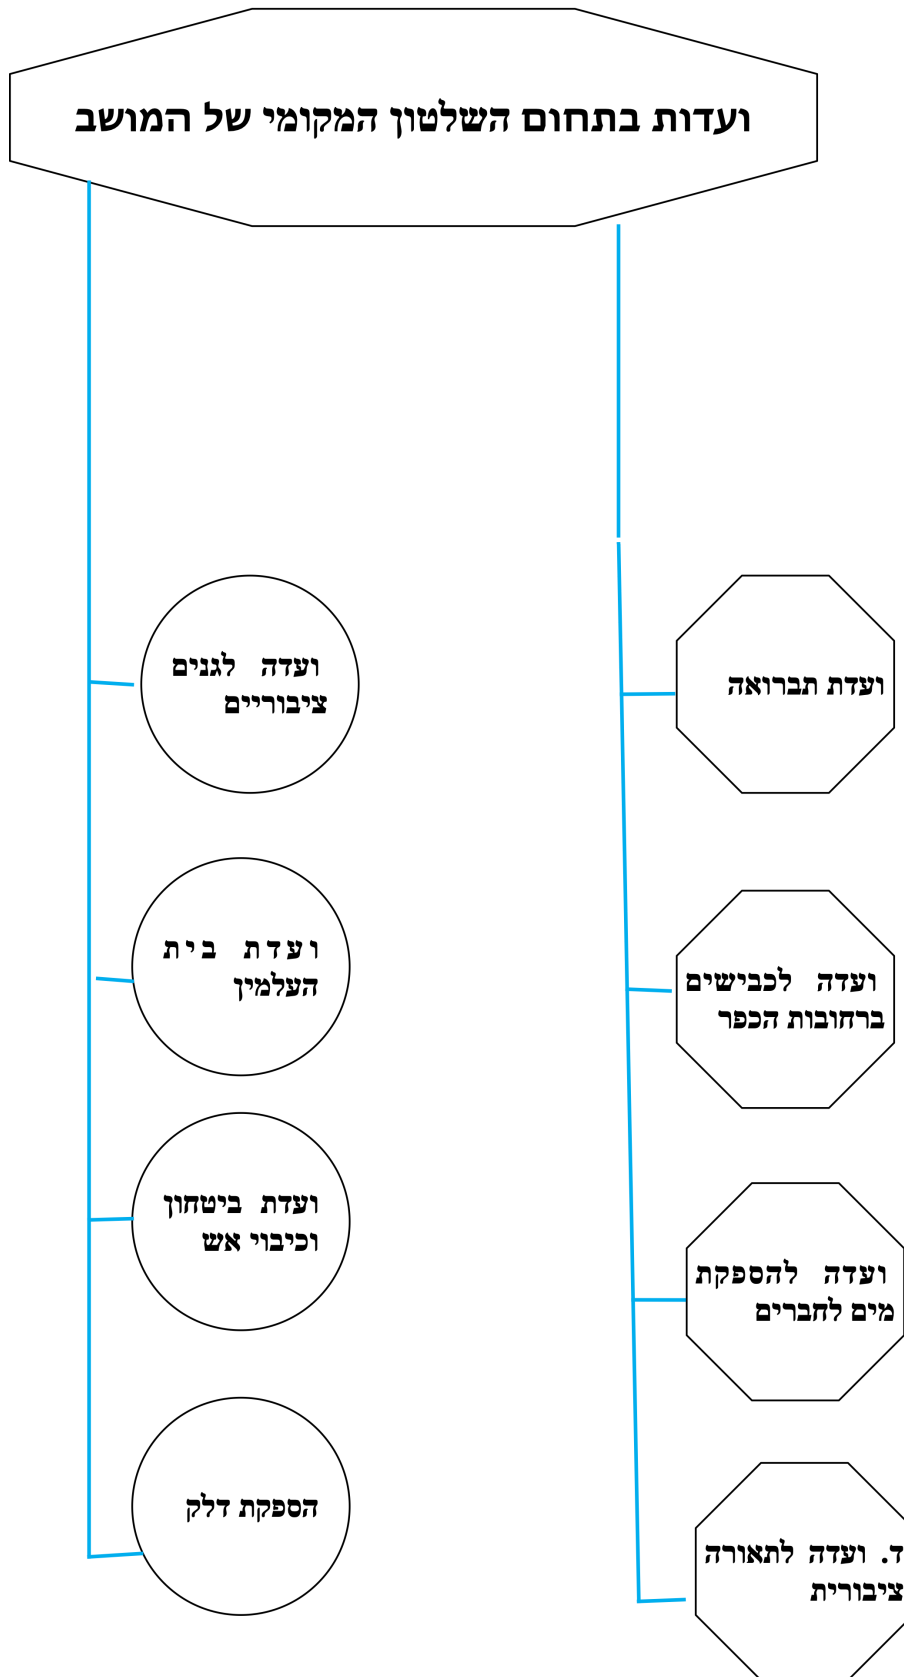 ועדות בתחום השלטון המקומי של המושב
ועדת תברואה
ועדה לכבישים
ברחובות הכפר
ועדה להספקת
מים לחברים
ד. ועדה לתאורה
ציבורית
ועדה לגנים
ציבוריים
ועדת בית
העלמין
ועדת ביטחון
וכיבוי אש
הספקת דלק